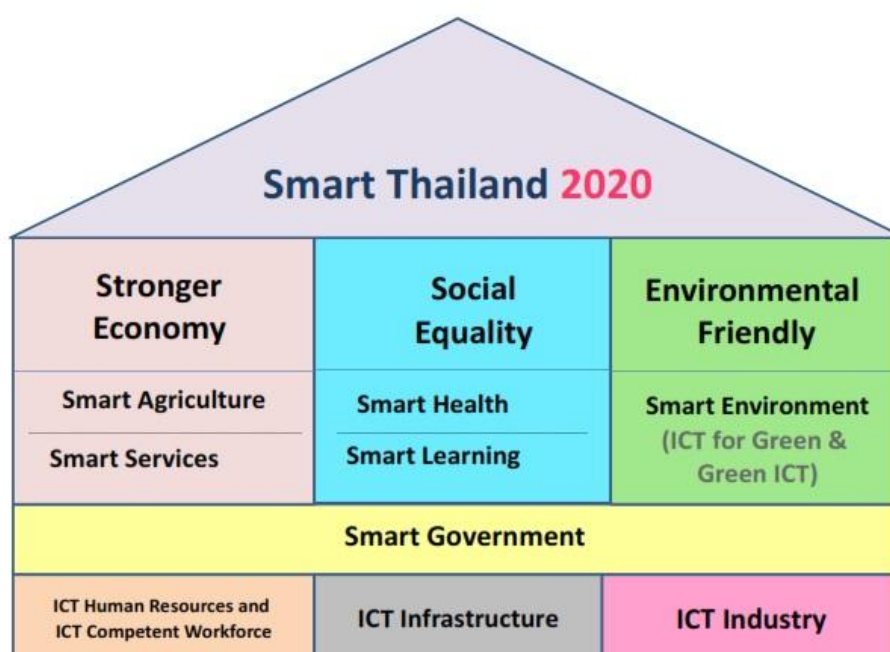 Smart Thailand 2020
Stronger
Economy
Social
Equality
Environmental
Friendly
Smart Agriculture
Smart Services
Smart Health
Smart Learning
Smart Environment
(ICT for Green &
Green ICT)
Smart Government
ICT Human Resources and
ICT Competent Workforce
ICT Infrastructure
ICT Industry